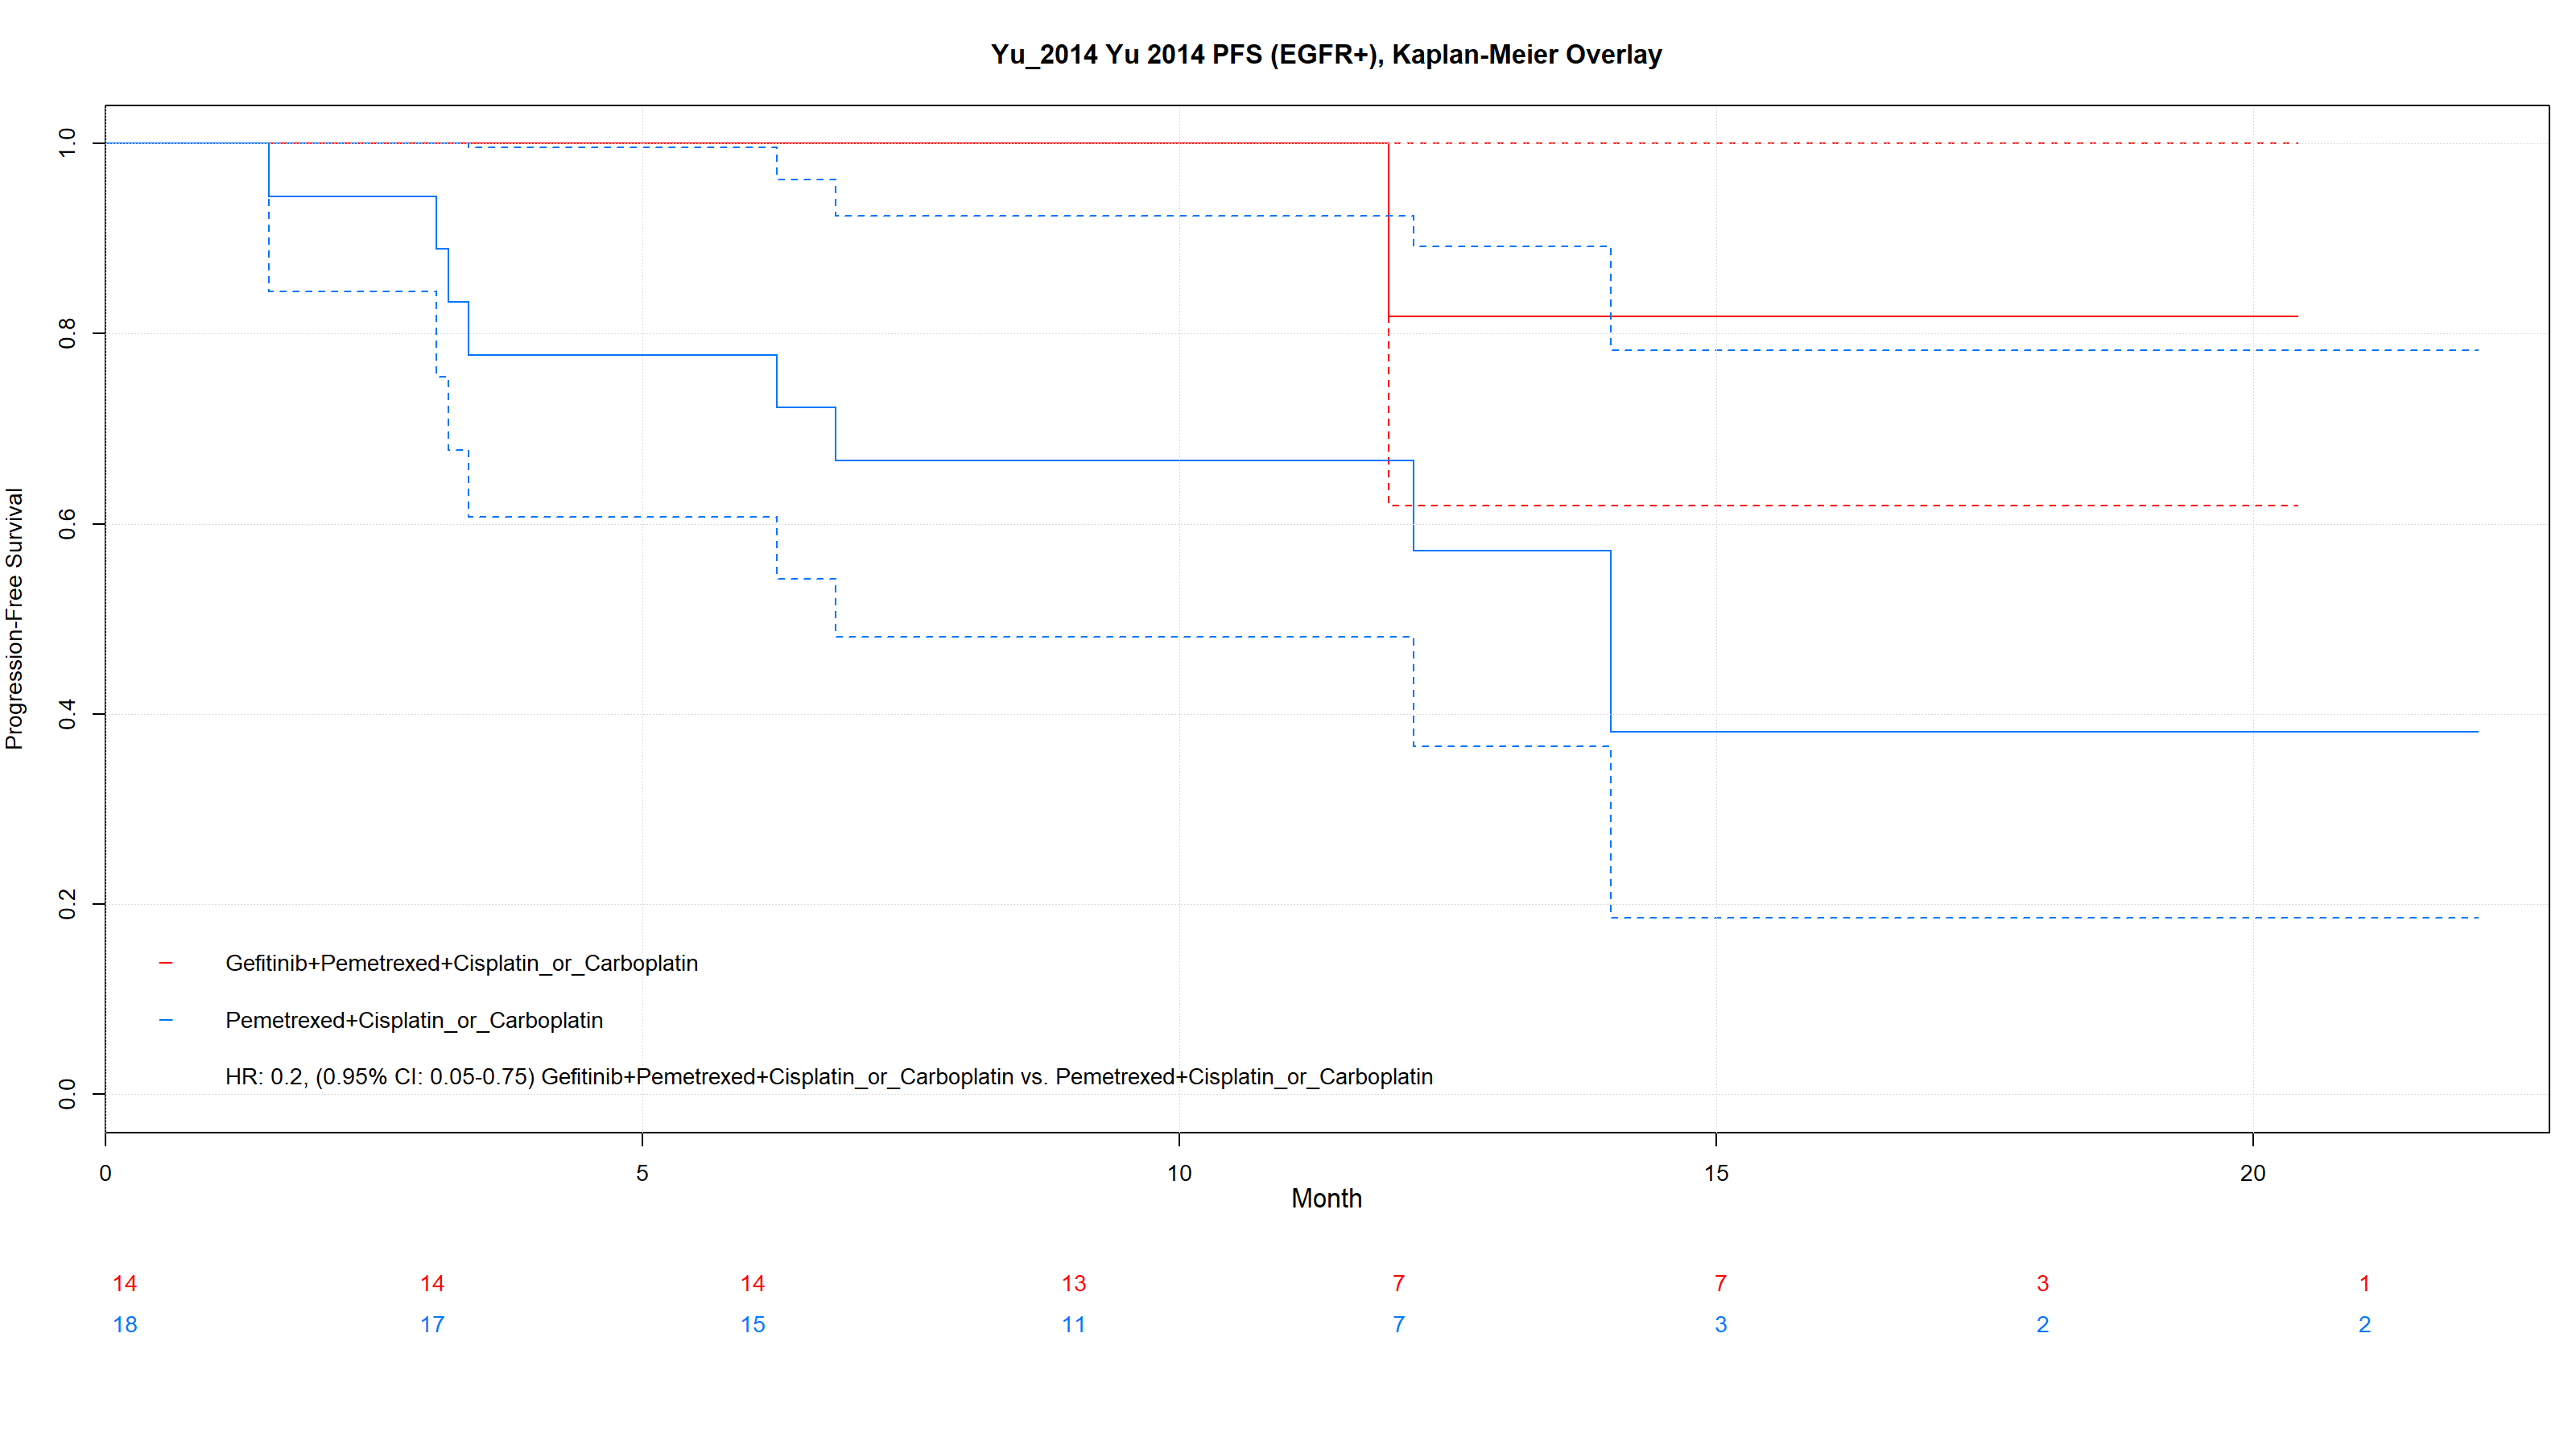 Yu_2014 Yu 2014 PFS (EGFR+), Kaplan-Meier Overlay
Progression-Free Survival
1.0
0.8
0.6
0.4
0.2
0.0
Gefitinib+Pemetrexed+Cisplatin_or_Carboplatin
Pemetrexed+Cisplatin_or_Carboplatin
HR: 0.2, (0.95% CI: 0.05-0.75) Gefitinib+Pemetrexed+Cisplatin_or_Carboplatin vs. Pemetrexed+Cisplatin_or_Carboplatin
0 5 10 15 20
Month
14 14 14 13 7 7 3 1
18 17 15 11 7 3 2 2